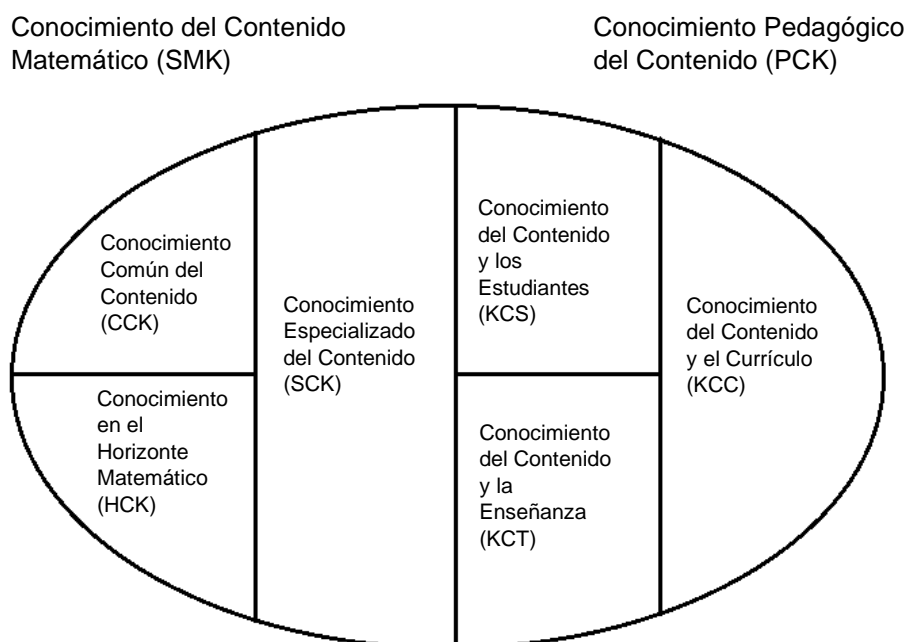 Conocimiento del Contenido
Matemático (SMK)
Conocimiento Pedagógico
del Contenido (PCK)
Conocimiento
Común del
Contenido
(CCK)
Conocimiento
en el
Horizonte
Matemático
(HCK)
Conocimiento
Especializado
del Contenido
(SCK)
Conocimiento
del Contenido
y los
Estudiantes
(KCS)
Conocimiento
del Contenido
y la
Enseñanza
(KCT)
Conocimiento
del Contenido
y el Currículo
(KCC)